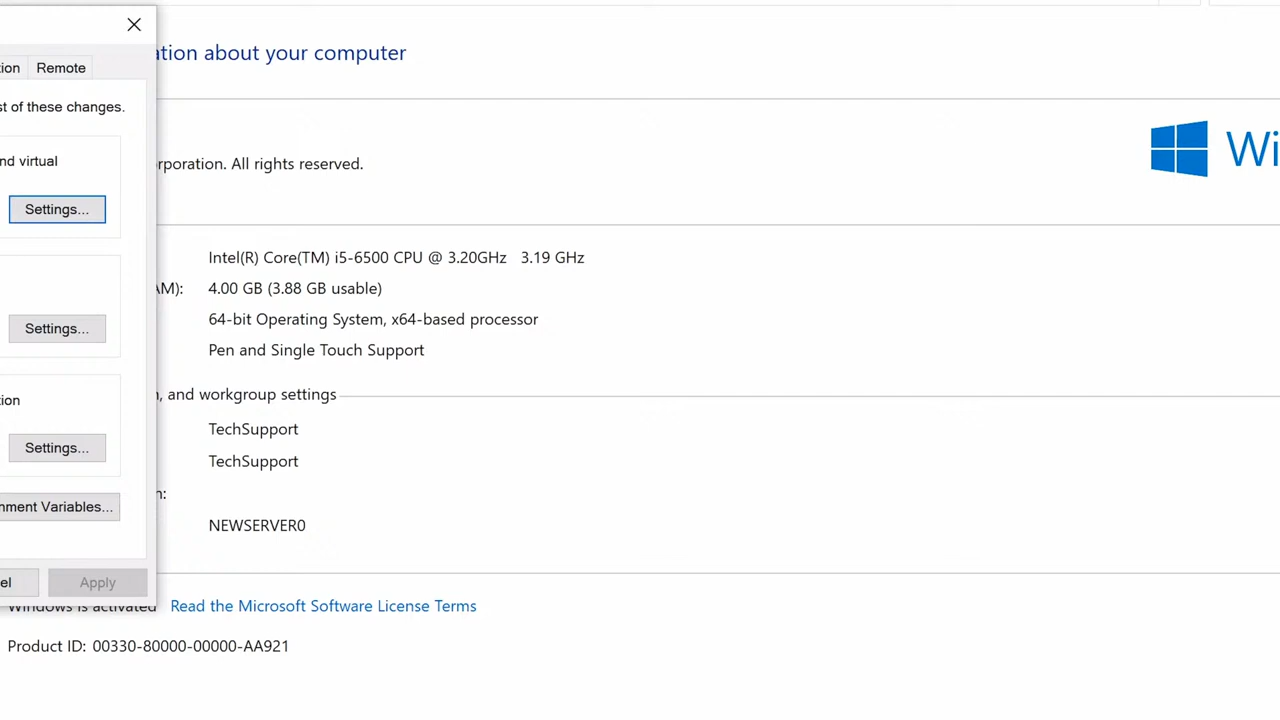 ation about your computer
tion Remote
st of these changes.
nd virtual
rporation. All rights reserved.
Wi
Settings...
Intel(R) Core(TM) i5-6500 CPU @ 3.20GHz 3.19 GHz
AM): 4.00 GB (3.88 GB usable)
Settings...
64-bit Operating System, x64-based processor
Pen and Single Touch Support
tion
n, and workgroup settings
TechSupport
Settings...
TechSupport
n:
nment Variables...
NEWSERVER0
el Apply
Windows is activated Read the Microsoft Software License Terms
Product ID: 00330-80000-00000-AA921